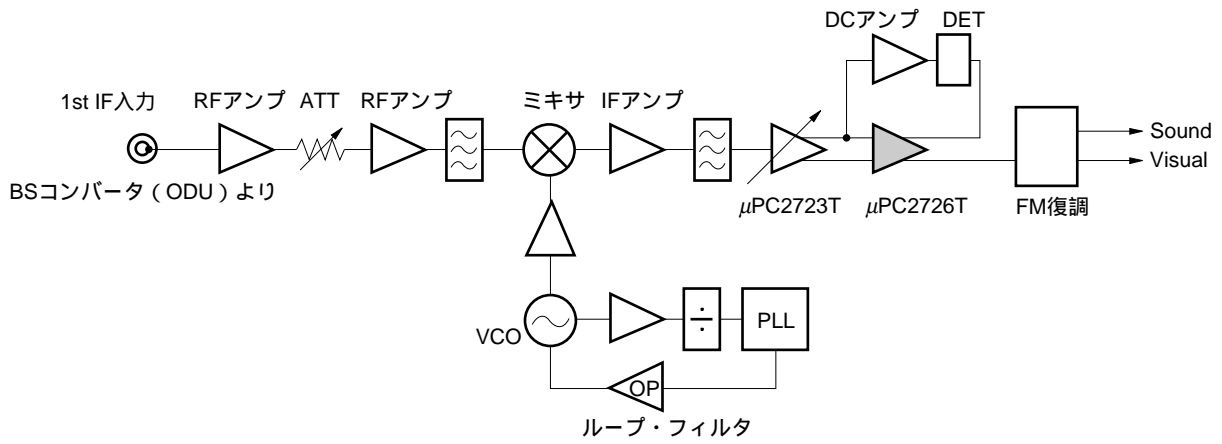 DCアンプ DET
1st IF入力 RFアンプ ATT RFアンプ ミキサ IFアンプ
Sound
Visual
BSコンバータ（ODU）より
μPC2723T μPC2726T FM復調
÷
VCO PLL
OP
ループ・フィルタ